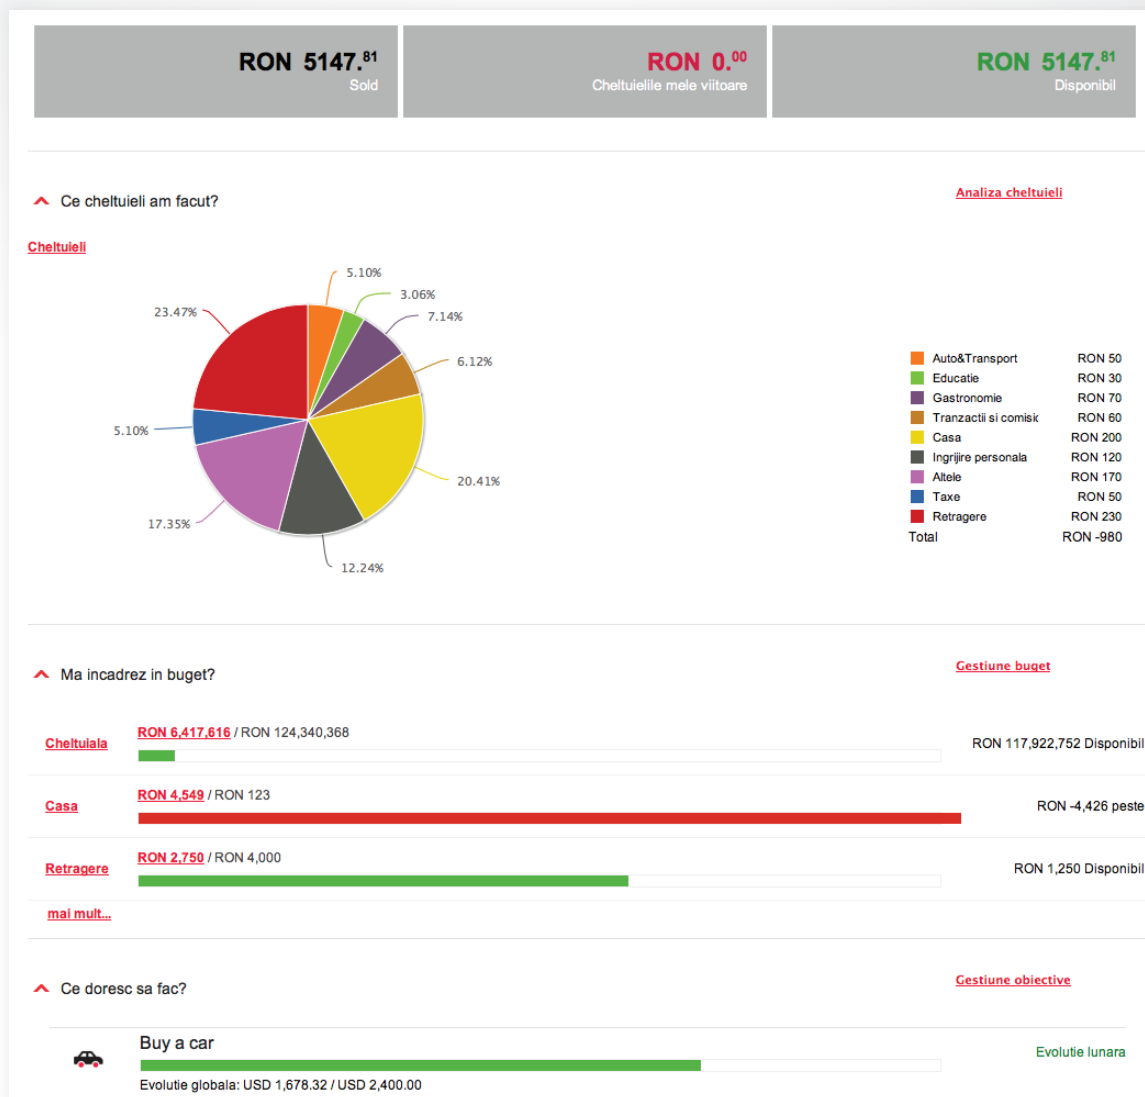 RON 5147.81
Sold
RON 0.00
Cheltuielile mele viitoare
RON 5147.81
Disponibil
Ce cheltuieli am facut?
Analiza cheltuieli
Cheltuieli
5.10%
3.06%
7.14%
6.12%
20.41%
12.24%
17.35%
5.10%
23.47%
Auto&Transport RON 50
Educatie RON 30
Gastronomie RON 70
Tranzactii si comisic RON 60
Casa RON 200
Ingrijire personala RON 120
Altele RON 170
Taxe RON 50
Retragere RON 230
Total RON -980
Ma incadrez in buget?
Gestiune buget
Cheltuiala
RON 6,417,616 / RON 124,340,368
RON 117,922,752 Disponibil
Casa
RON 4,549 / RON 123
RON -4,426 peste
Retragere
RON 2,750 / RON 4,000
RON 1,250 Disponibil
mai mult...
Ce doresc sa fac?
Gestiune obiective
Buy a car
Evolutie lunara
Evolutie globala: USD 1,678.32 / USD 2,400.00